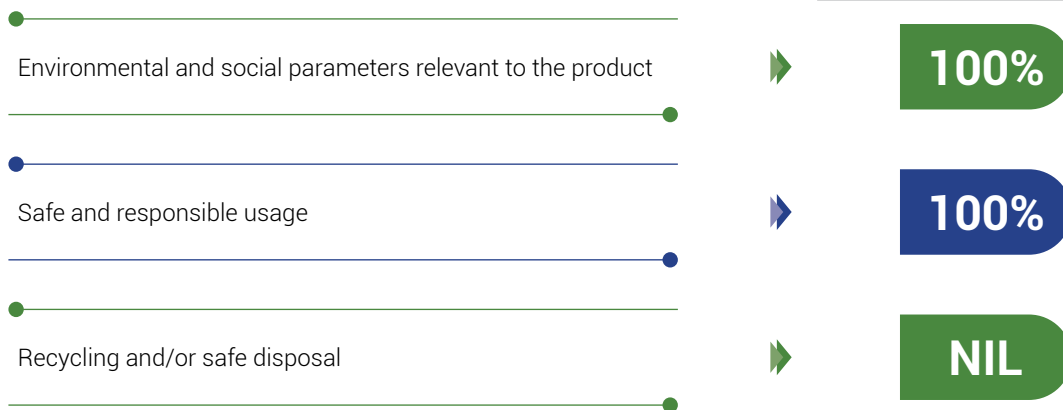 Environmental and social parameters relevant to the product
100%
Safe and responsible usage
100%
Recycling and/or safe disposal
NIL